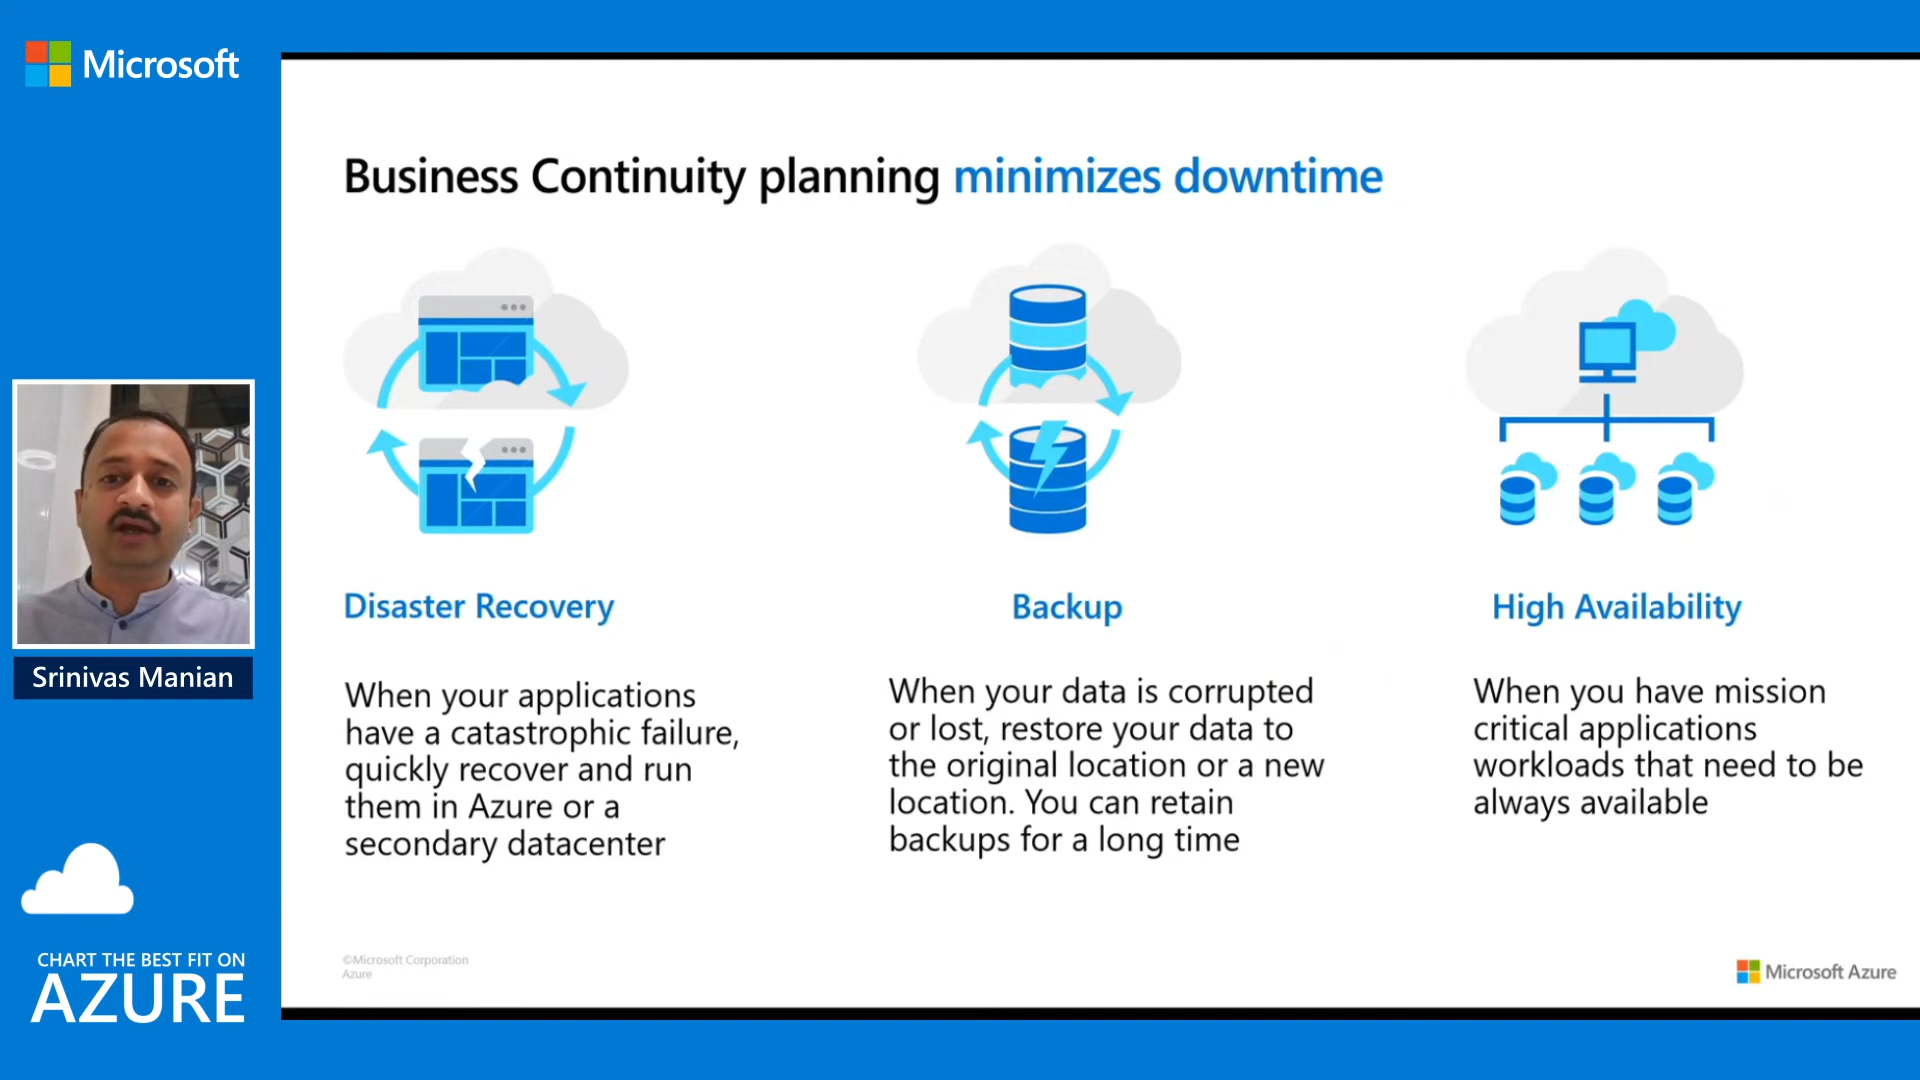 Microsoft
Business Continuity planning minimizes downtime
Disaster Recovery
When your applications
have a catastrophic failure,
quickly recover and run
them in Azure or a
secondary datacenter
Backup
When your data is corrupted
or lost, restore your data to
the original location or a new
location. You can retain
backups for a long time
High Availability
When you have mission
critical applications
workloads that need to be
always available
Srinivas Manian
CHART THE BEST FIT ON
AZURE
©Microsoft Corporation
Azure
Microsoft Azure